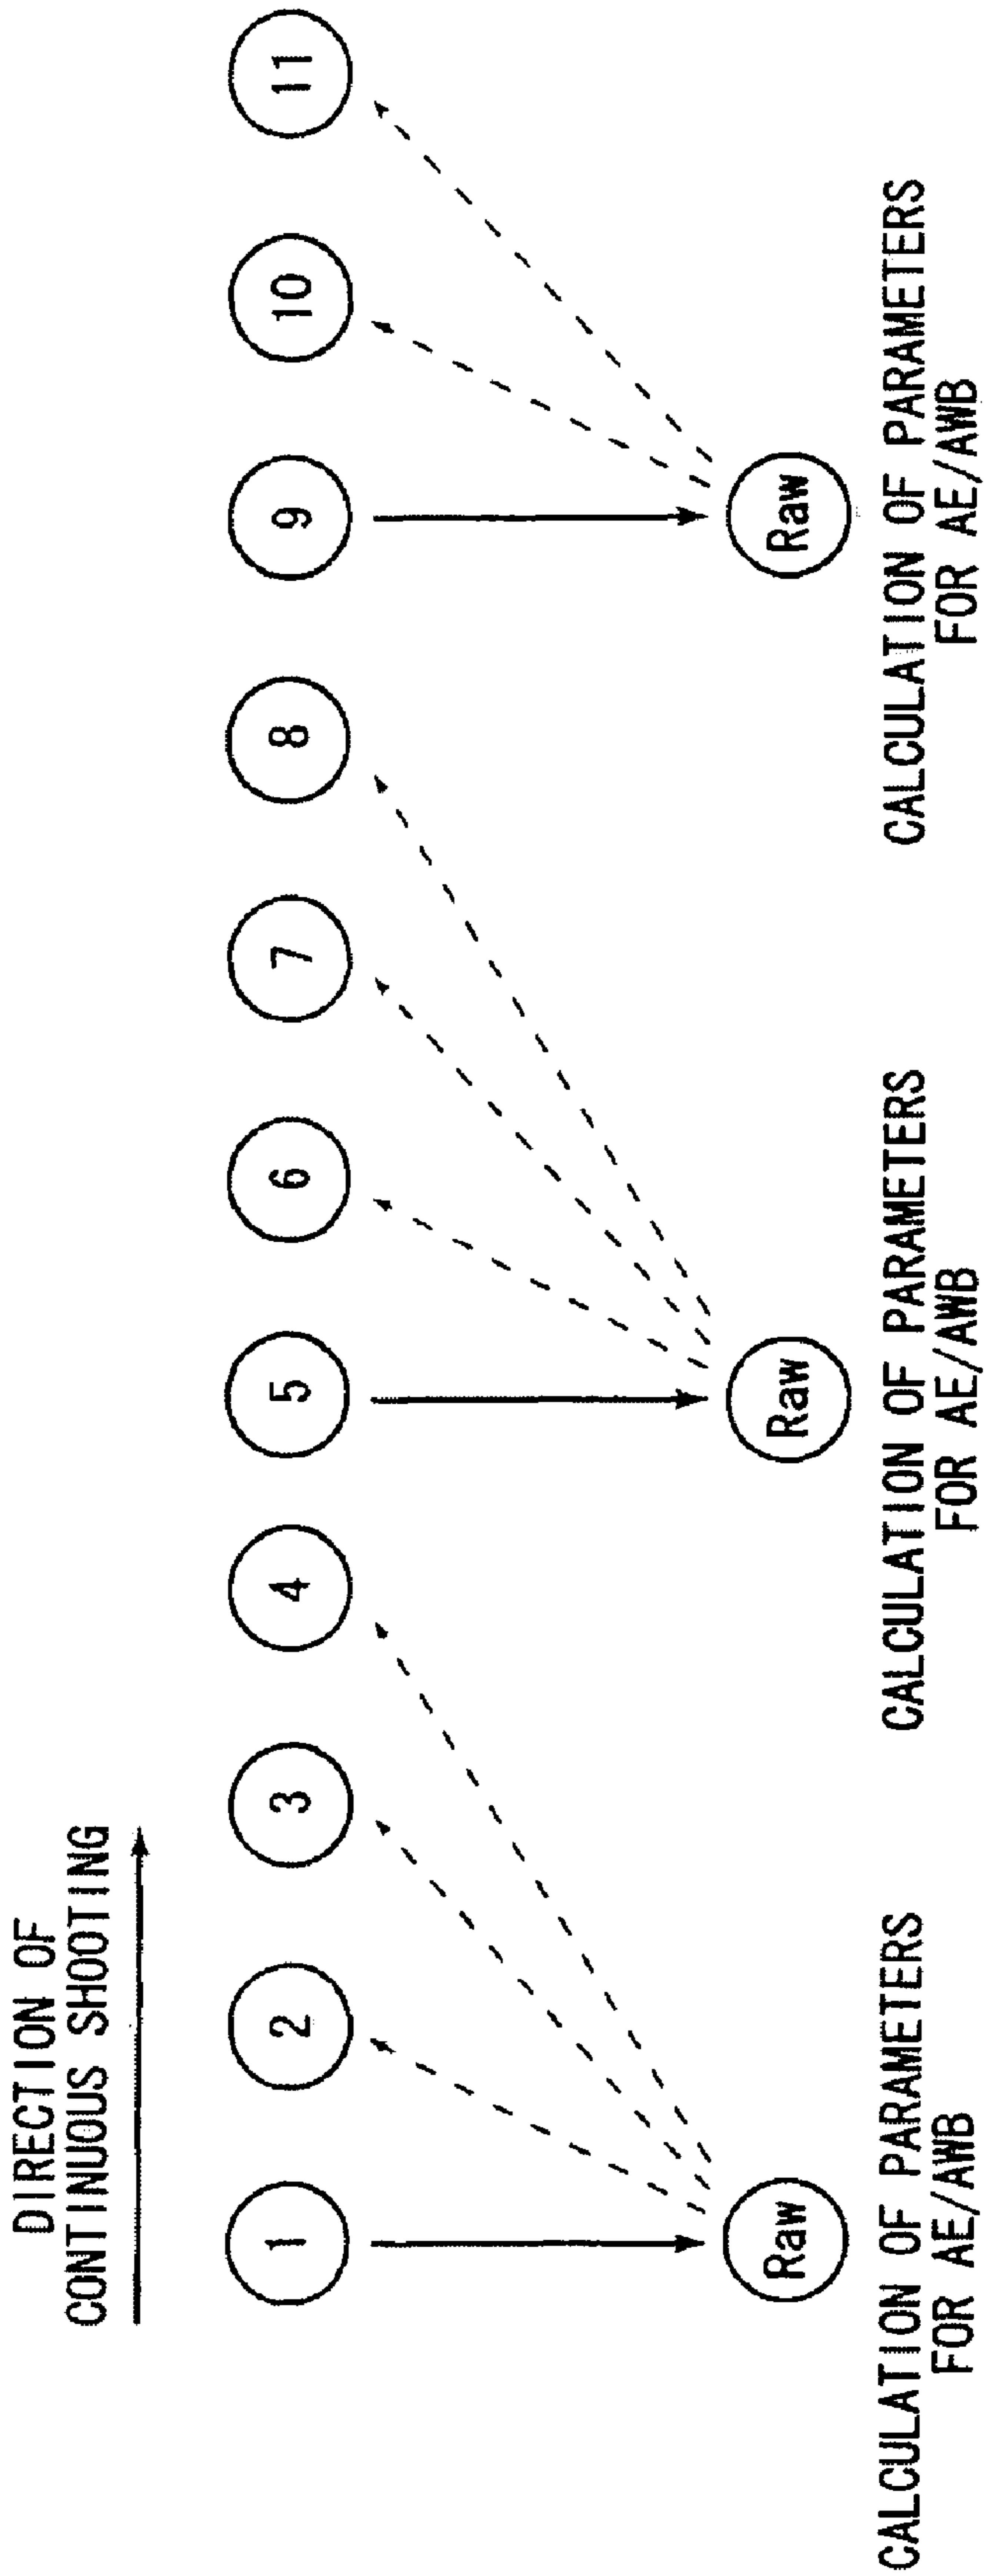 DIRECTION OF
CONTINUOUS SHOOTING
1
2
3
4
5
6
7
8
9
10
11
Raw
Raw
Raw
CALCULATION OF PARAMETERS
FOR AE/AWB
CALCULATION OF PARAMETERS
FOR AE/AWB
CALCULATION OF PARAMETERS
FOR AE/AWB